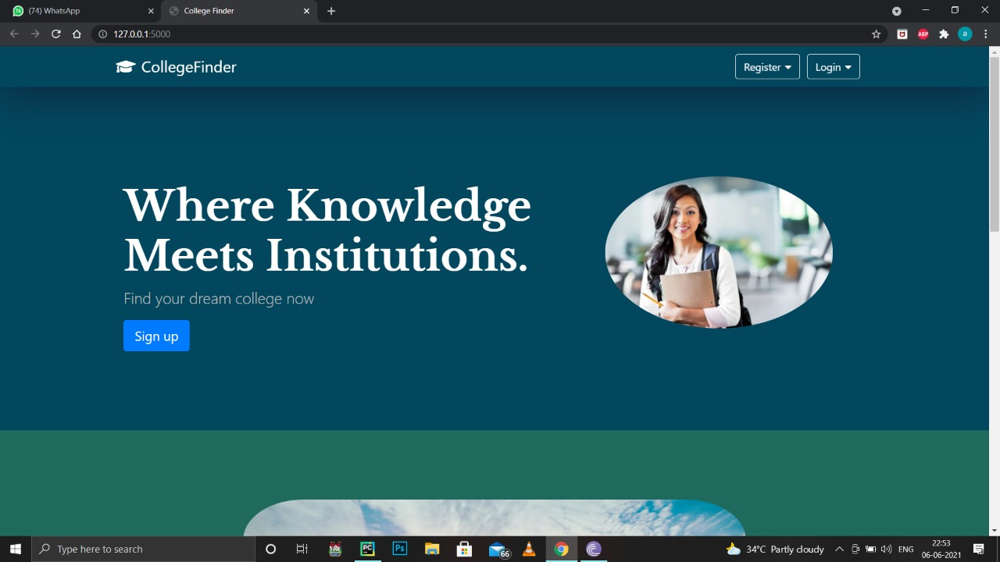 74
(74) WhatsApp
College Finder
127.0.0.1:5000
ABP
a
CollegeFinder
Register
Login
Where Knowledge
Meets Institutions.
Find your dream college now
Sign up
Type here to search
PC
Ps
66
34°C Partly cloudy
ENG
22:53
06-06-2021